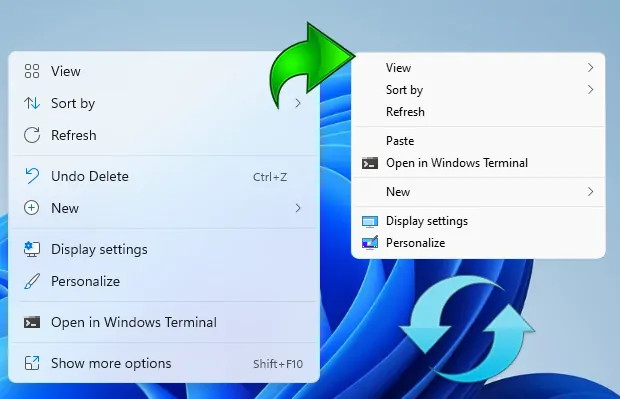 View
Sort by
Refresh
Undo Delete Ctrl+Z
New
Display settings
Personalize
Open in Windows Terminal
Show more options Shift+F10
View
Sort by
Refresh
Paste
Open in Windows Terminal
New
Display settings
Personalize